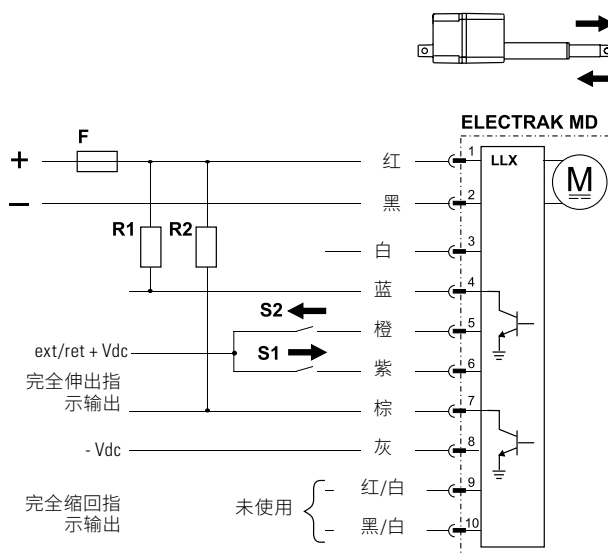 ELECTRAK MD
F
+
红
1
LLX
M
−
黑
2
R1
R2
白
3
蓝
4
S2
橙
5
ext/ret + Vdc
S1
紫
6
完全伸出指
示输出
棕
7
- Vdc
灰
8
完全缩回指
示输出
未使用
红/白
9
黑/白
10